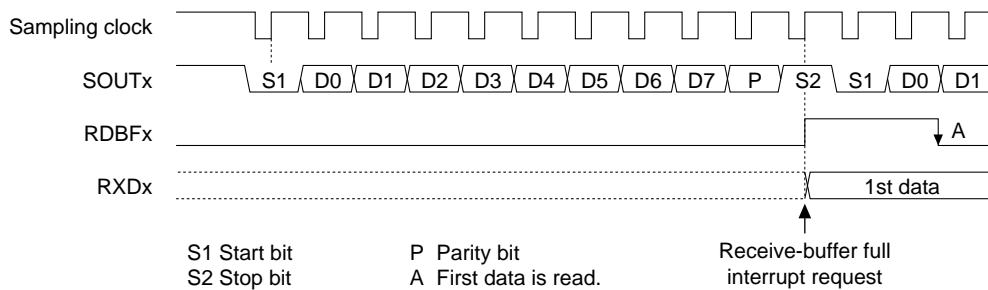 Sampling clock
SOUTx S1 D0 D1 D2 D3 D4 D5 D6 D7 P S2 S1 D0 D1
RDBFx A
RXDx 1st data
S1 Start bit P Parity bit Receive-buffer full
S2 Stop bit A First data is read. interrupt request